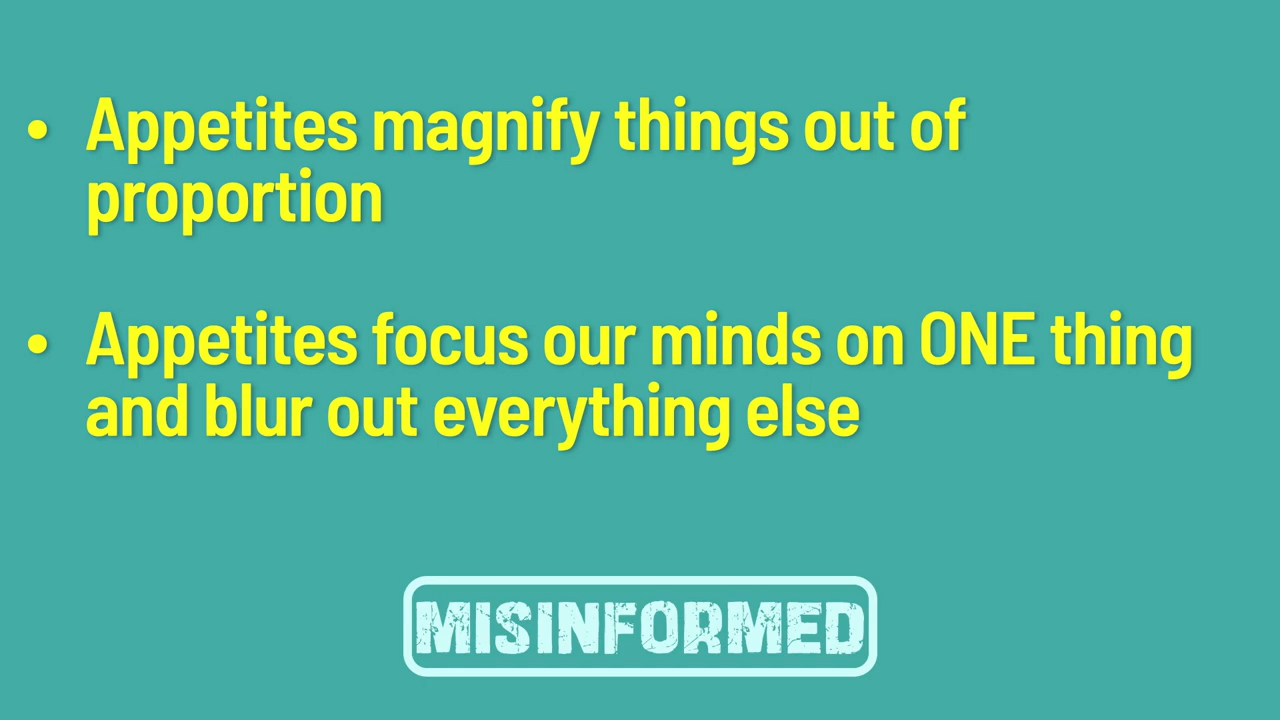 • Appetites magnify things out of
proportion
• Appetites focus our minds on ONE thing
and blur out everything else
MISINFORMED